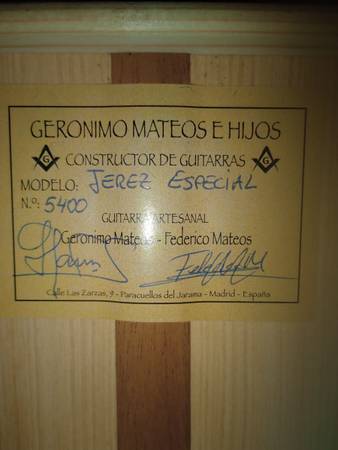 GERONIMO MATEOS E HIJOS
CONSTRUCTOR DE GUITARRAS
MODELO: JEREZ ESPECIAL
N.º: 5400
GUITARRA ARTESANAL
Geronimo Mateos - Federico Mateos
Calle Las Zarzas, 9 - Paracuellos del Jarama - Madrid - España